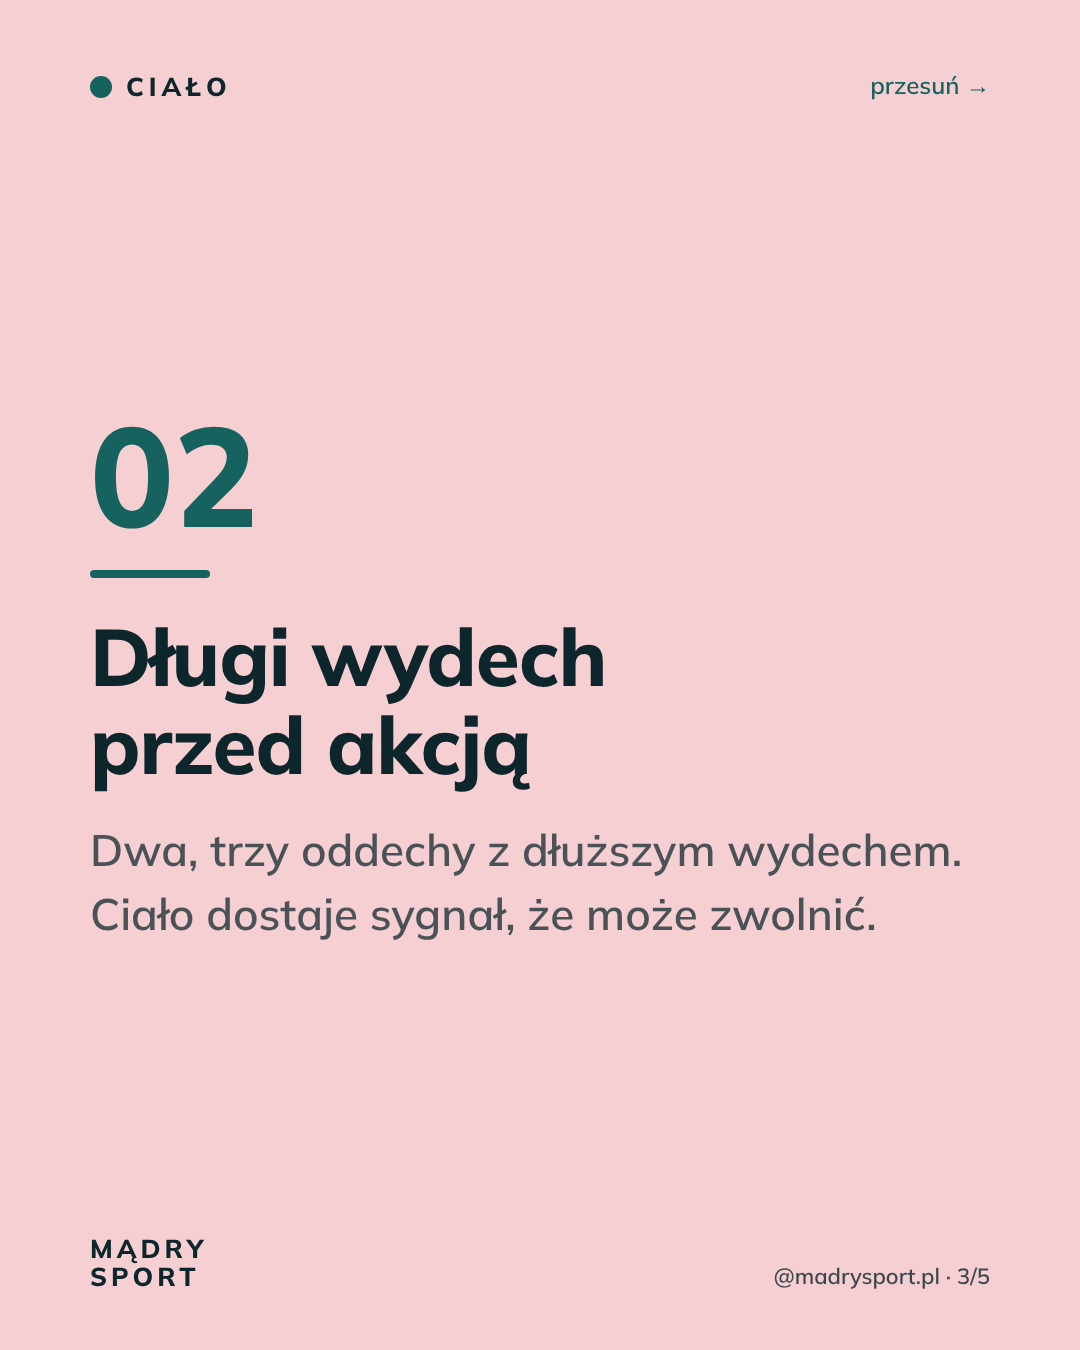 CIAŁO
przesuń →
02
Długi wydech
przed akcją
Dwa, trzy oddechy z dłuższym wydechem.
Ciało dostaje sygnał, że może zwolnić.
MĄDRY
SPORT
@madrysport.pl · 3/5